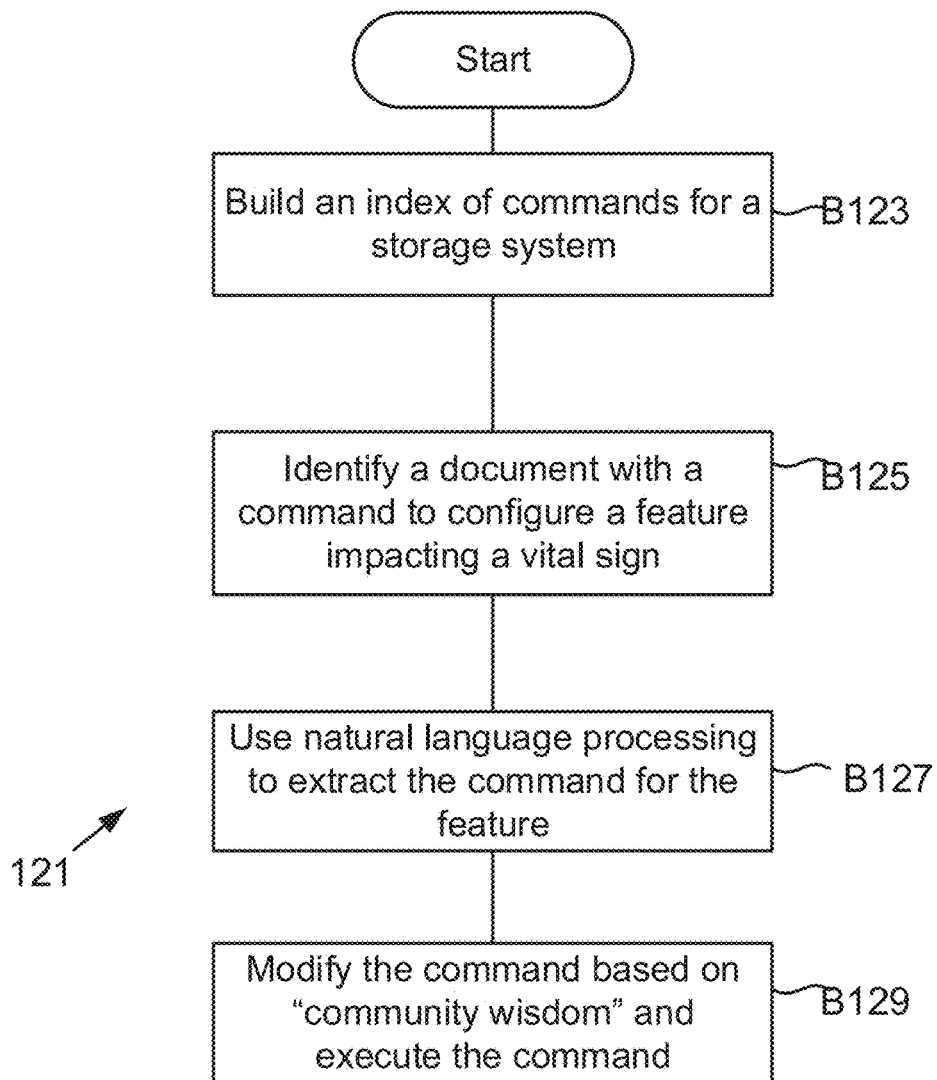 Start
Build an index of commands for a
storage system
B123
Identify a document with a
command to configure a feature
impacting a vital sign
B125
Use natural language processing
to extract the command for the
feature
B127
121
Modify the command based on
“community wisdom” and
execute the command
B129